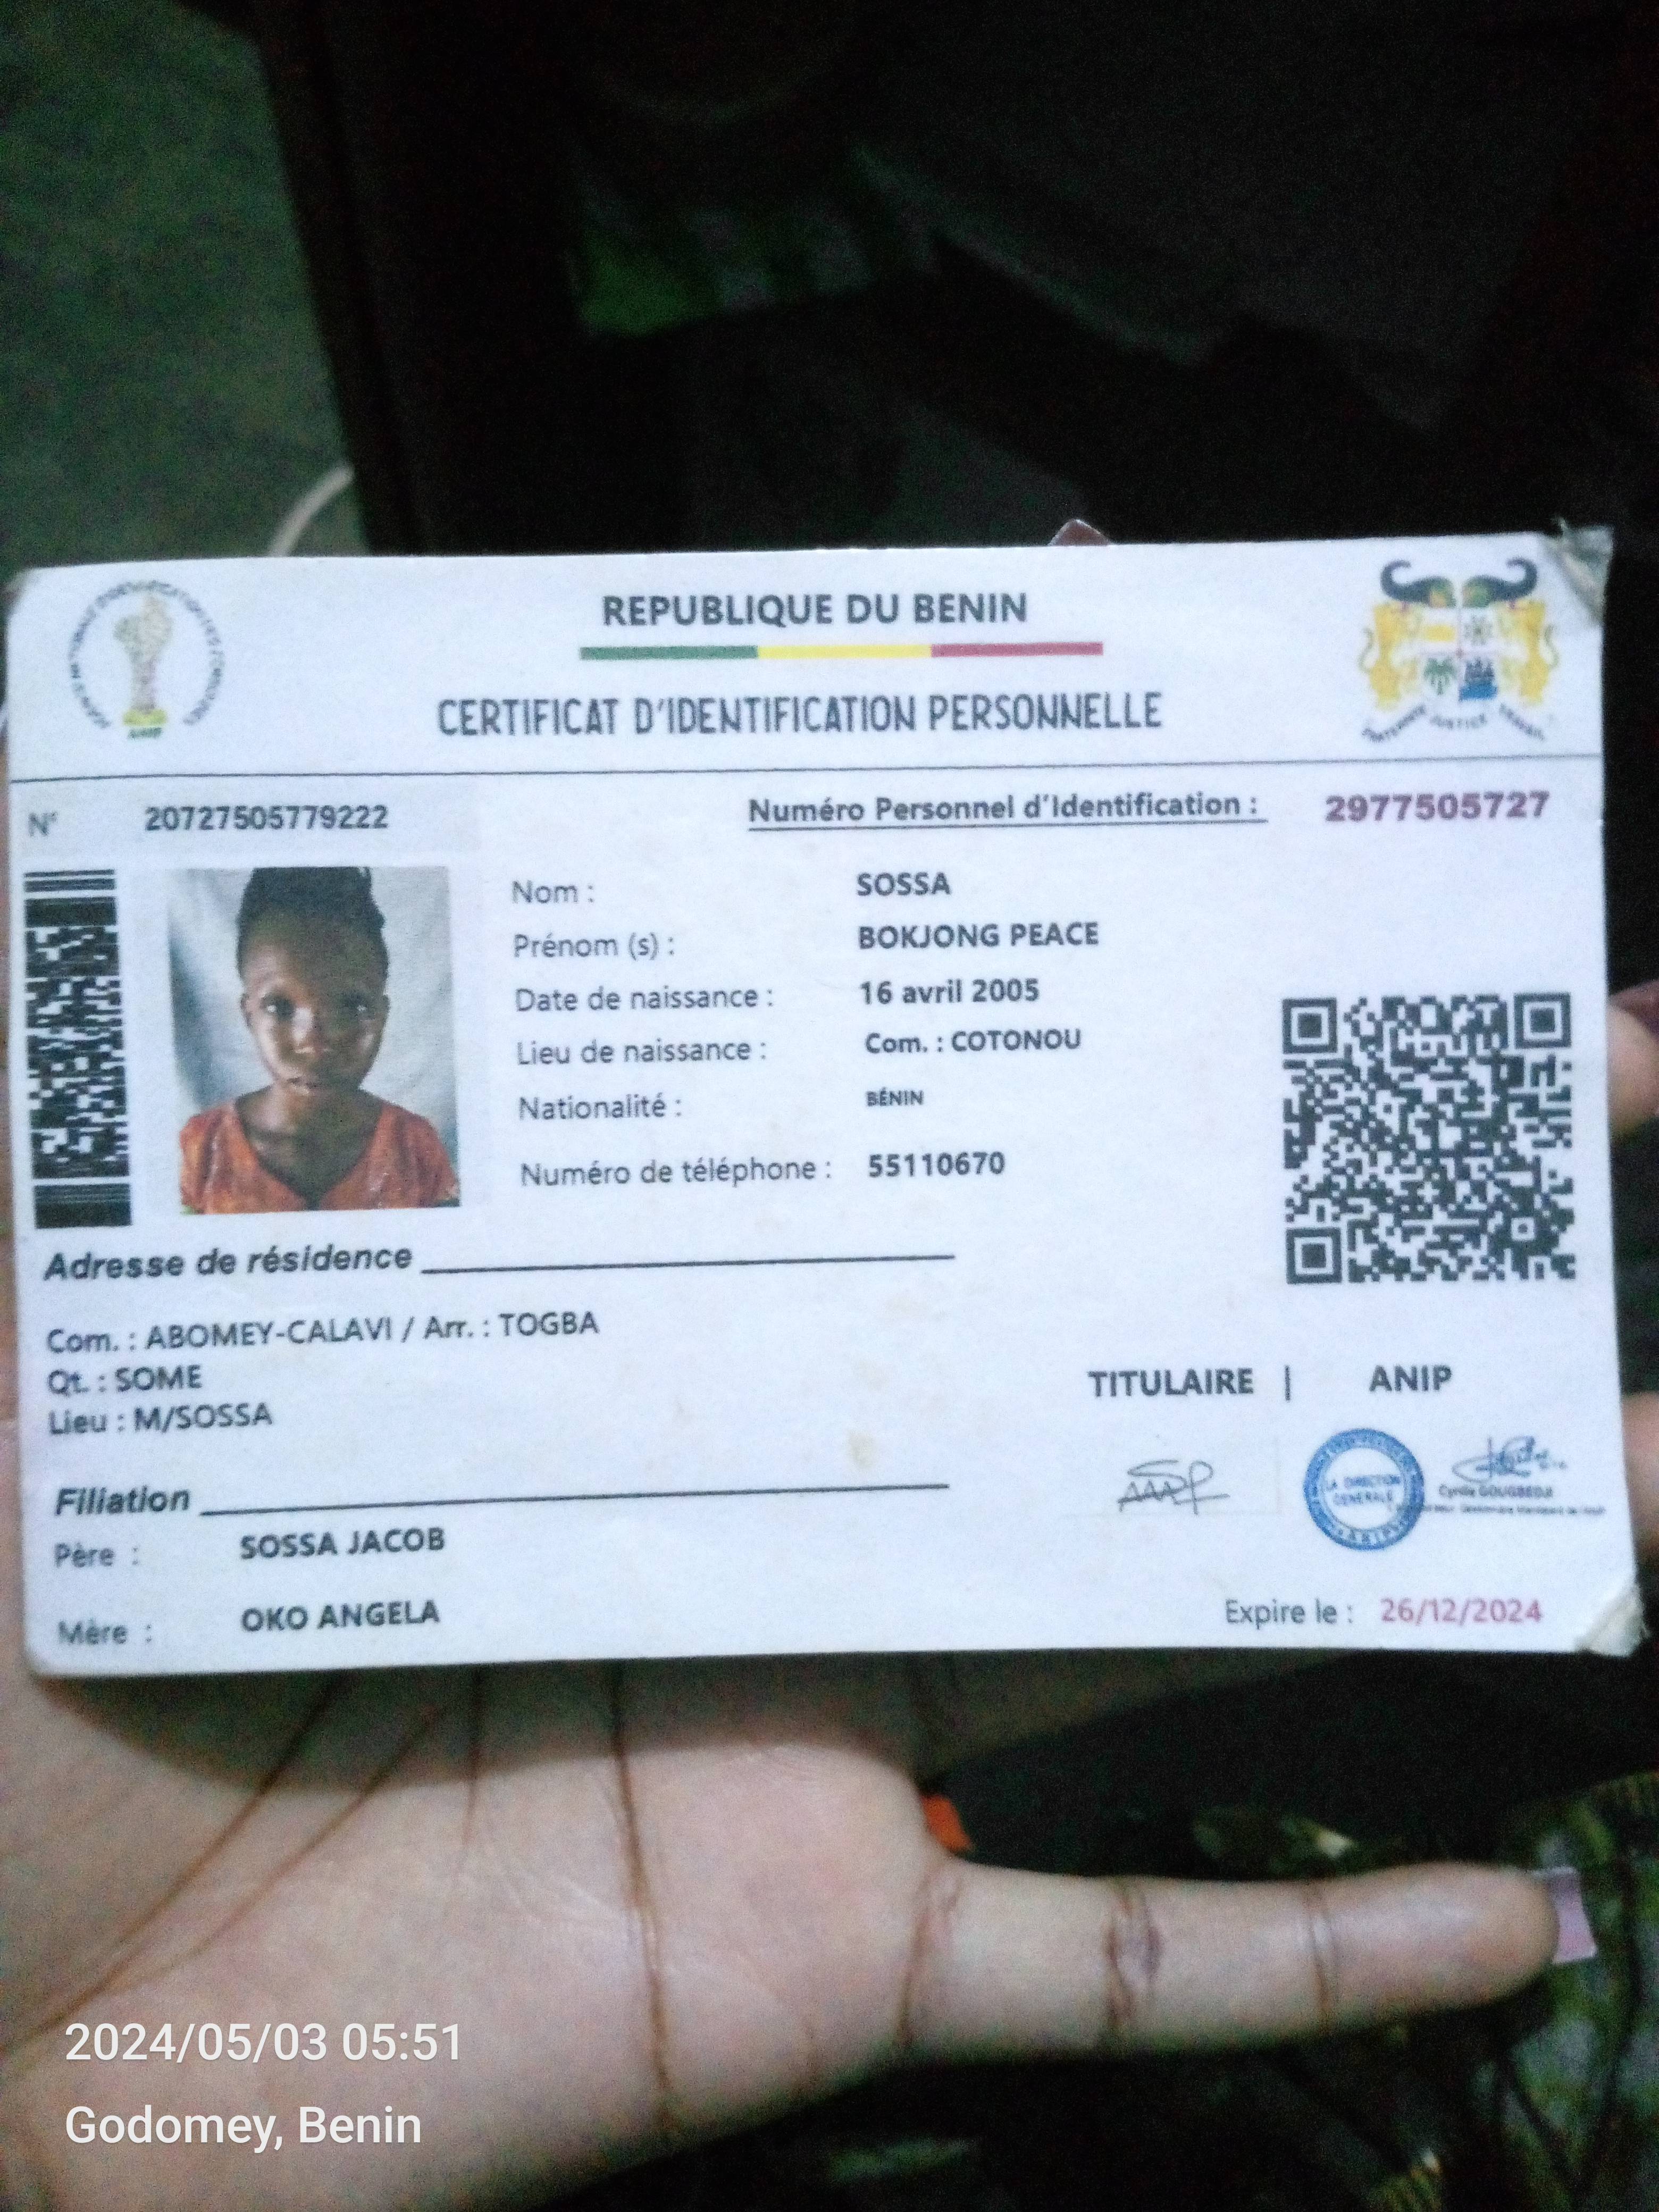 REPUBLIQUE DU BENIN
CERTIFICAT D'IDENTIFICATION PERSONNELLE
ANIP
FRATERNITE JUSTICE TRAVAIL
N° 20727505779222
Numéro Personnel d'Identification : 2977505727
Nom : SOSSA
Prénom (s) : BOKJONG PEACE
Date de naissance : 16 avril 2005
Lieu de naissance : Com. : COTONOU
Nationalité : BÉNIN
Numéro de téléphone : 55110670
Adresse de résidence
Com. : ABOMEY-CALAVI / Arr. : TOGBA
Qt. : SOME
Lieu : M/SOSSA
TITULAIRE | ANIP
LA DIRECTION
GENERALE
ANIP
Filiation
Père : SOSSA JACOB
Mère : OKO ANGELA
Expire le : 26/12/2024
2024/05/03 05:51
Godomey, Benin